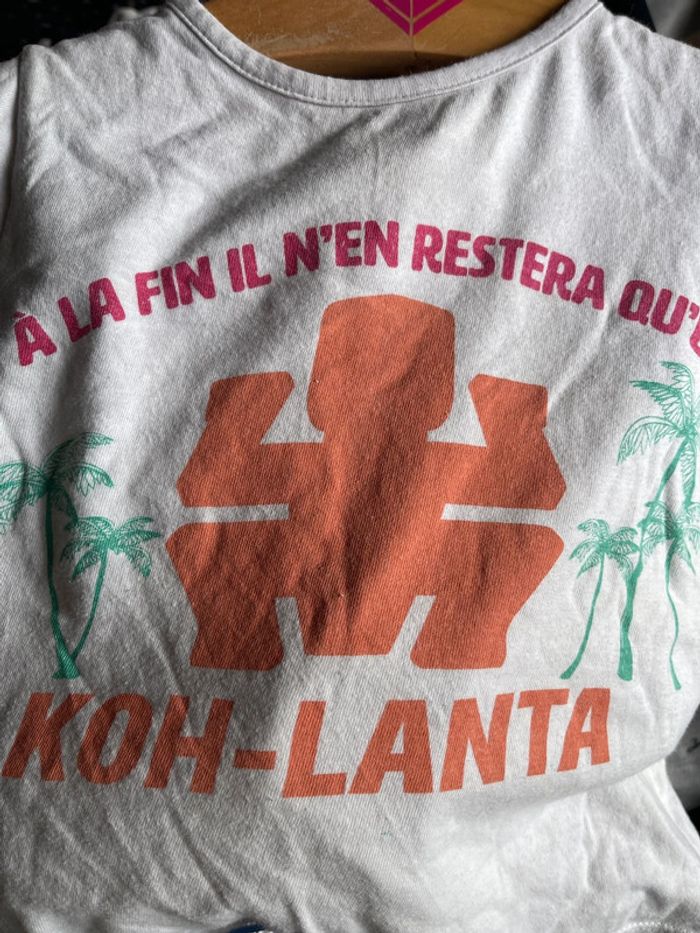 À LA FIN IL N'EN RESTERA QU'
KOH-LANTA